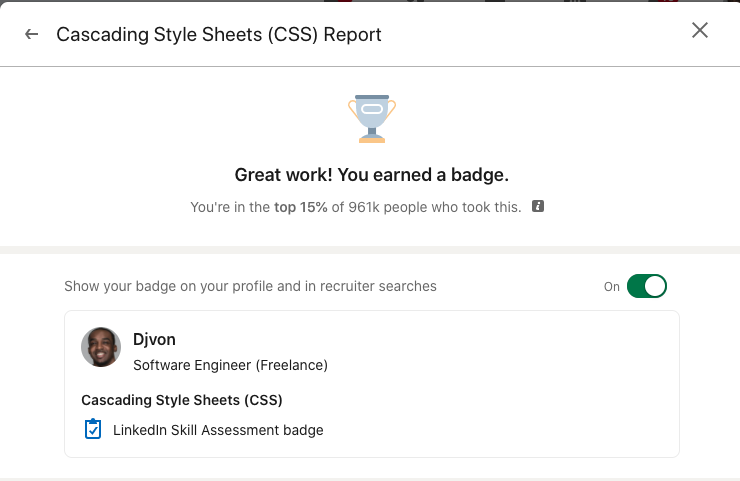 Cascading Style Sheets (CSS) Report
Great work! You earned a badge.
You're in the top 15% of 961k people who took this.
Show your badge on your profile and in recruiter searches
On
Djvon
Software Engineer (Freelance)
Cascading Style Sheets (CSS)
LinkedIn Skill Assessment badge